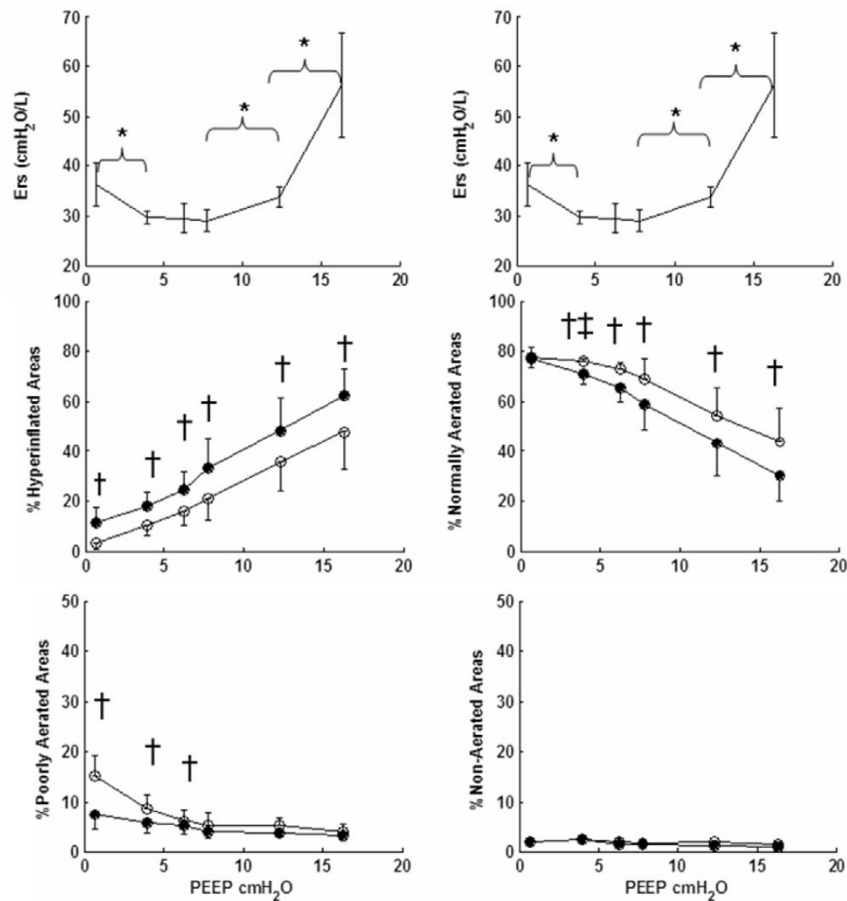 70
60
50
40
30
20
Ers (cmH₂O/L)
*
*
*
0 5 10 15 20
70
60
50
40
30
20
Ers (cmH₂O/L)
*
*
*
0 5 10 15 20
100
80
60
40
20
0
% Hyperinflated Areas
† † † † † †
0 5 10 15 20
100
80
60
40
20
0
% Normally Aerated Areas
† ‡ † † † †
0 5 10 15 20
50
40
30
20
10
0
% Poorly Aerated Areas
† † †
0 5 10 15 20
PEEP cmH₂O
50
40
30
20
10
0
% Non-Aerated Areas
0 5 10 15 20
PEEP cmH₂O